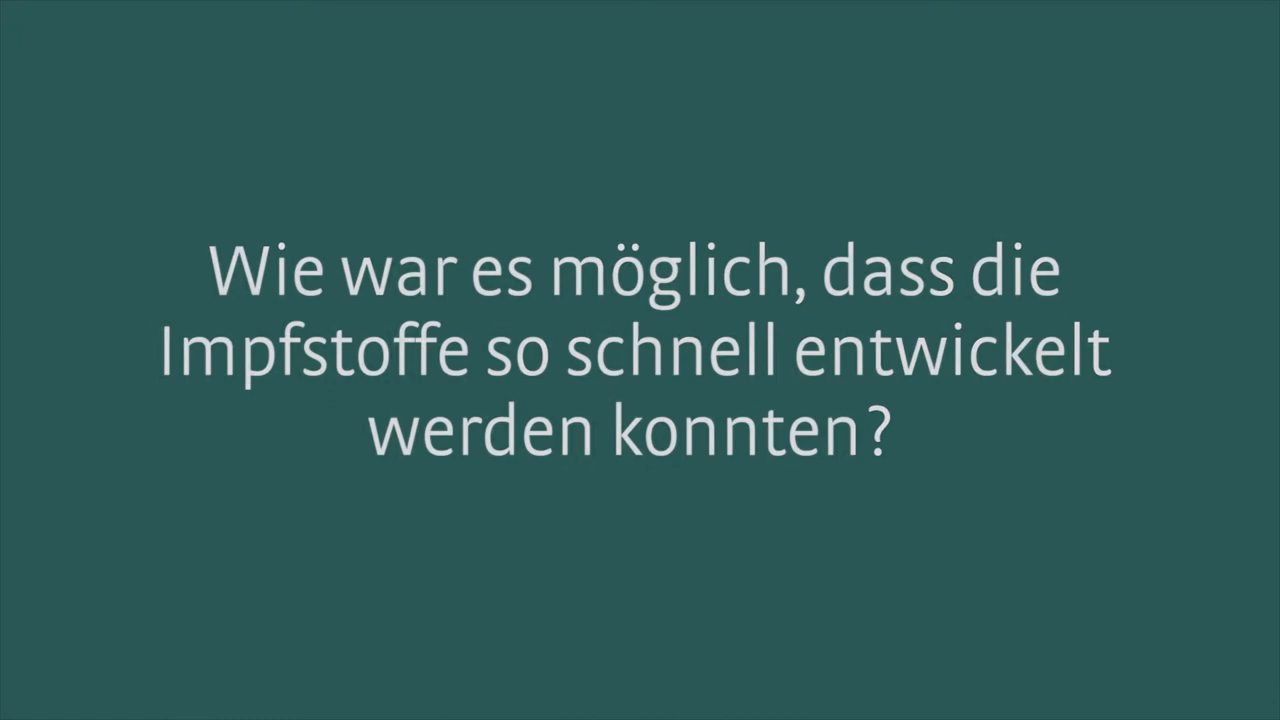 Wie war es möglich, dass die
Impfstoffe so schnell entwickelt
werden konnten?